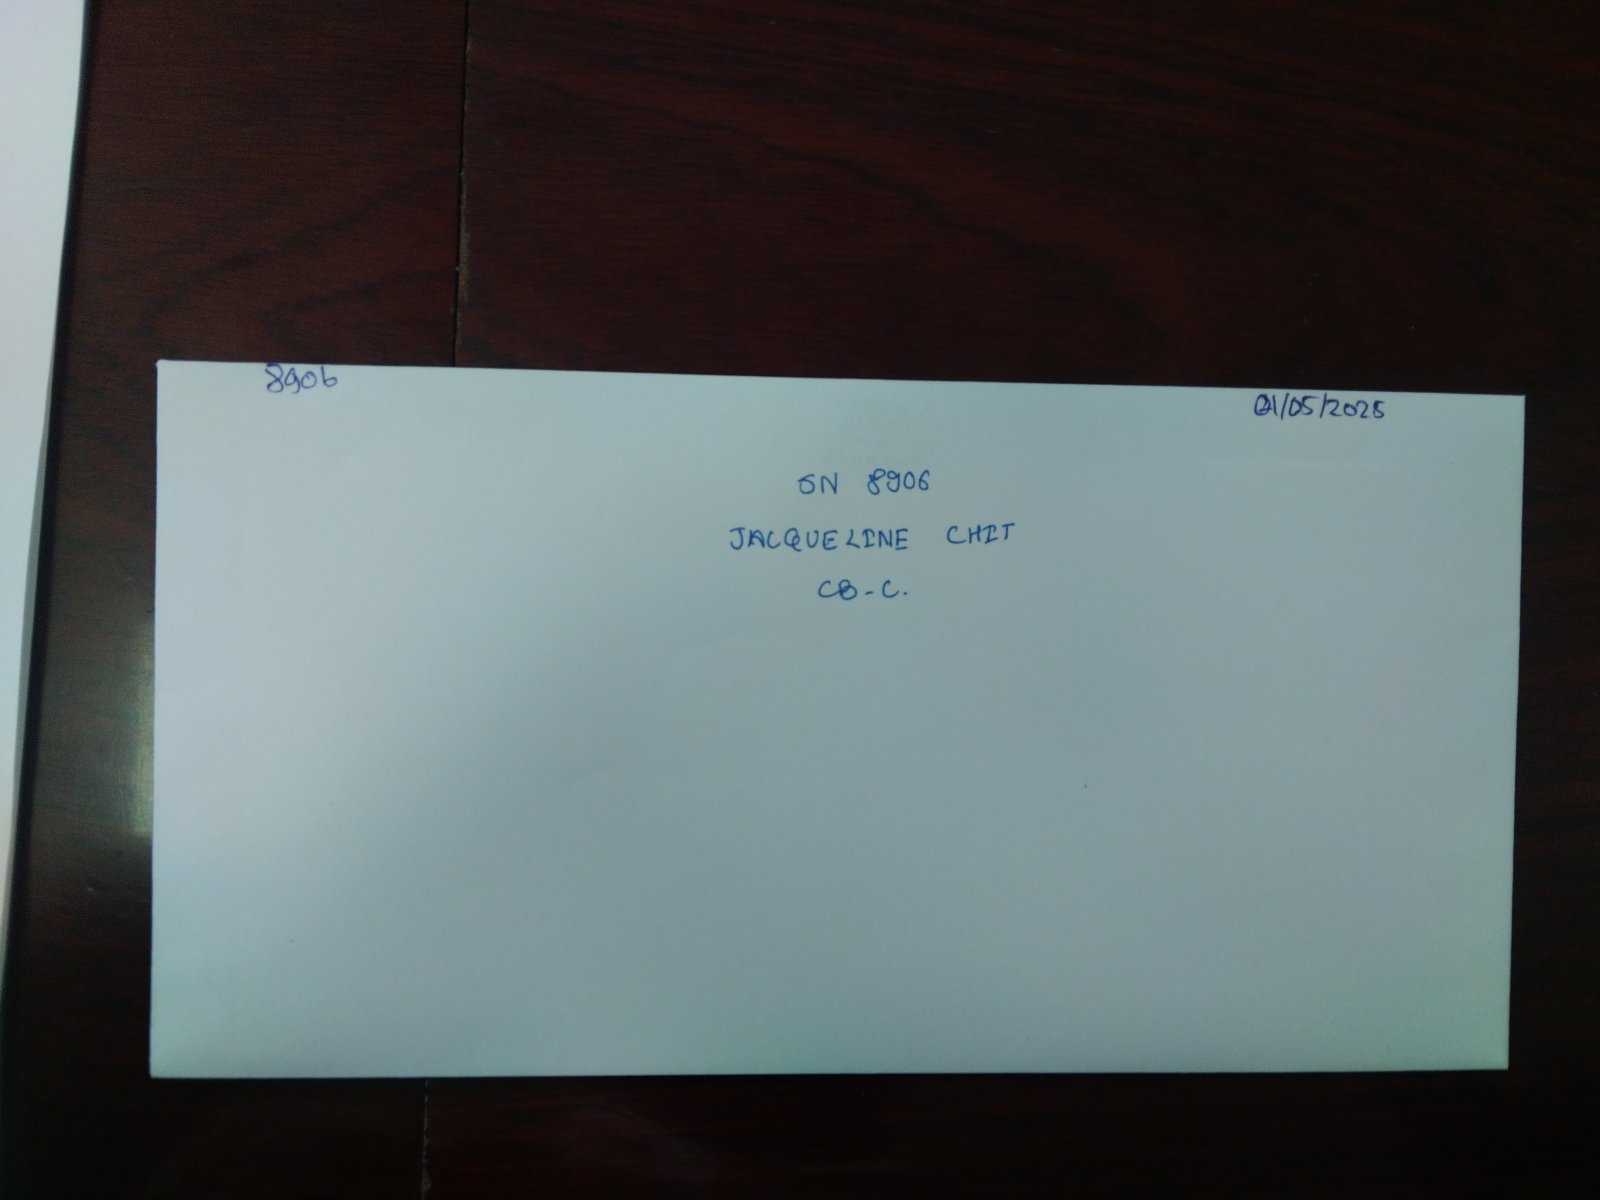 8906
01/05/2025
SN 8906
JACQUELINE CHIT
CB-C.